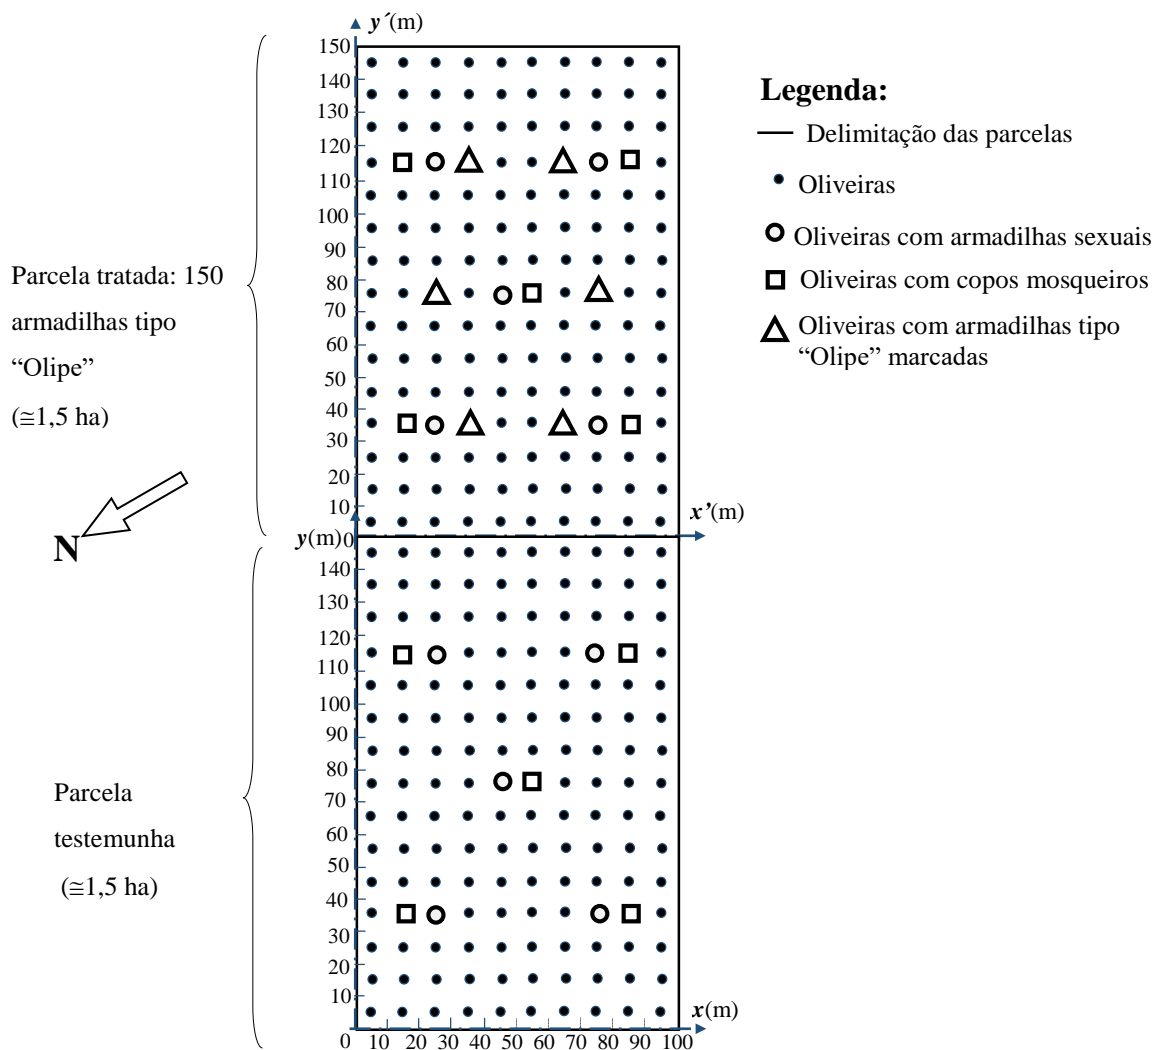 y´(m)
150
140
130
120
110
100
90
80
70
60
50
40
30
20
10
x’(m)
y(m)0
140
130
120
110
100
90
80
70
60
50
40
30
20
10
x(m)
0 10 20 30 40 50 60 70 80 90 100
Parcela tratada: 150
armadilhas tipo
“Olipe”
(≅1,5 ha)
N
Parcela
testemunha
(≅1,5 ha)
Legenda:
Delimitação das parcelas
Oliveiras
Oliveiras com armadilhas sexuais
Oliveiras com copos mosqueiros
Oliveiras com armadilhas tipo
“Olipe” marcadas